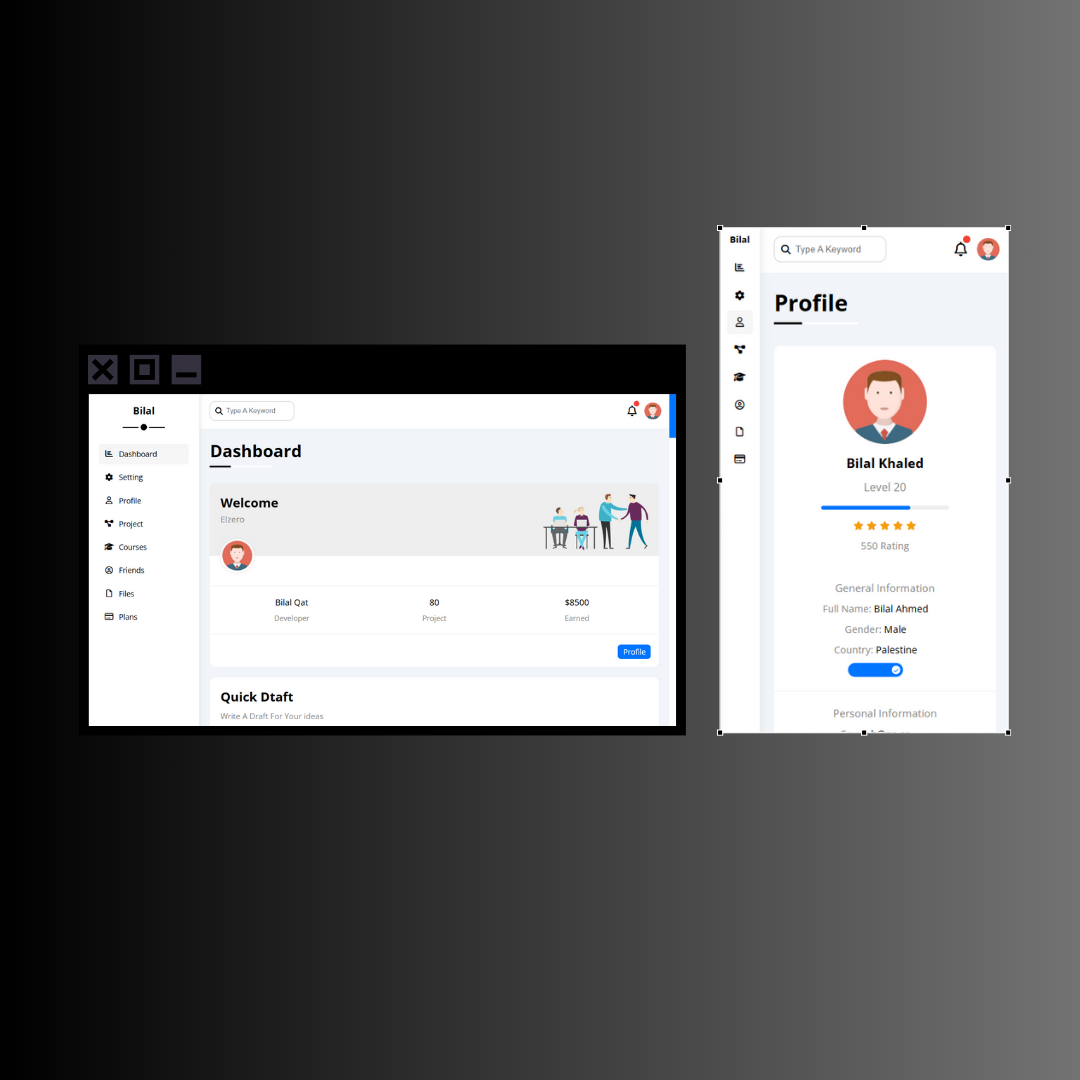 Bilal
Dashboard
Setting
Profile
Project
Courses
Friends
Files
Plans
Type A Keyword
Dashboard
Welcome
Elzero
Bilal Qat
Developer
80
Project
$8500
Earned
Profile
Quick Dtaft
Write A Draft For Your ideas
Bilal
Type A Keyword
Profile
Bilal Khaled
Level 20
550 Rating
General Information
Full Name: Bilal Ahmed
Gender: Male
Country: Palestine
Personal Information